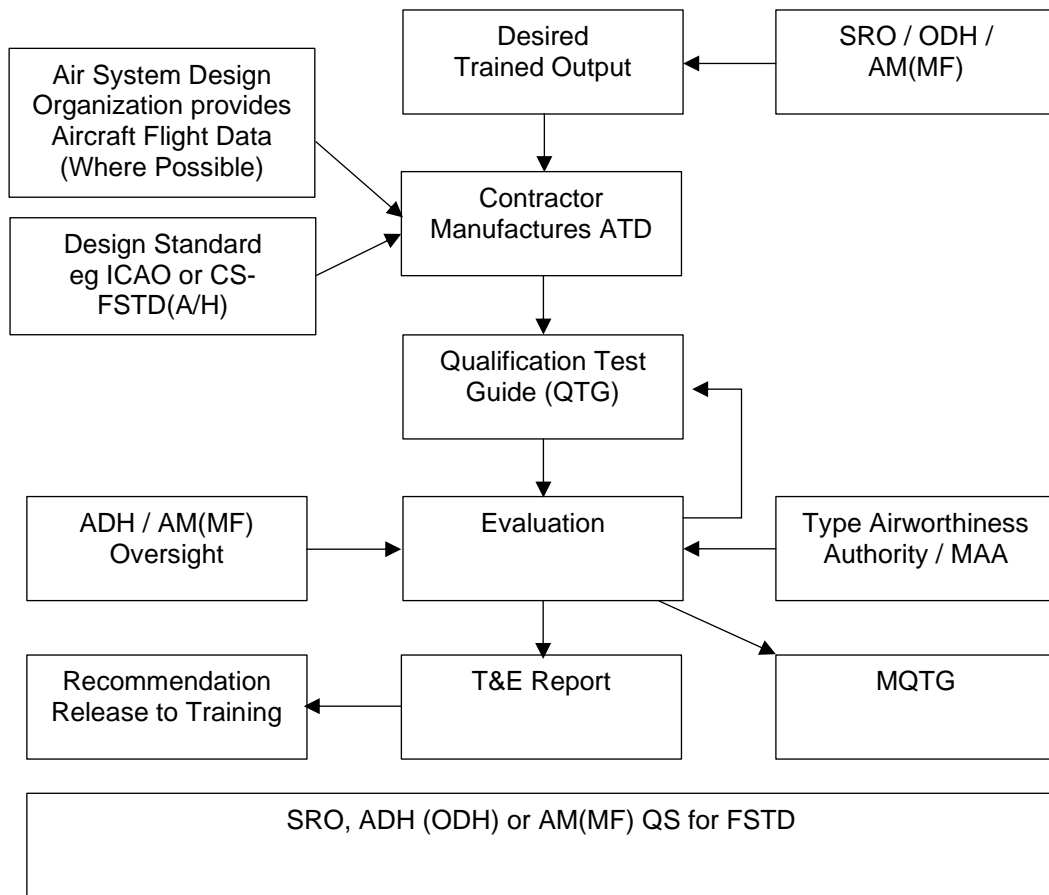 Desired
Trained Output
SRO / ODH /
AM(MF)
Air System Design
Organization provides
Aircraft Flight Data
(Where Possible)
Contractor
Manufactures ATD
Design Standard
eg ICAO or CS-
FSTD(A/H)
Qualification Test
Guide (QTG)
ADH / AM(MF)
Oversight
Evaluation
Type Airworthiness
Authority / MAA
Recommendation
Release to Training
T&E Report
MQTG
SRO, ADH (ODH) or AM(MF) QS for FSTD